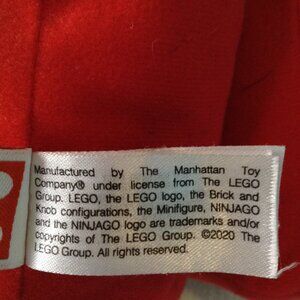 Manufactured by The Manhattan Toy
Company® under license from The LEGO
Group. LEGO, the LEGO logo, the Brick and
Knob configurations, the Minifigure, NINJAGO
and the NINJAGO logo are trademarks and/or
copyrights of The LEGO Group. ©2020 The
LEGO Group. All rights reserved.